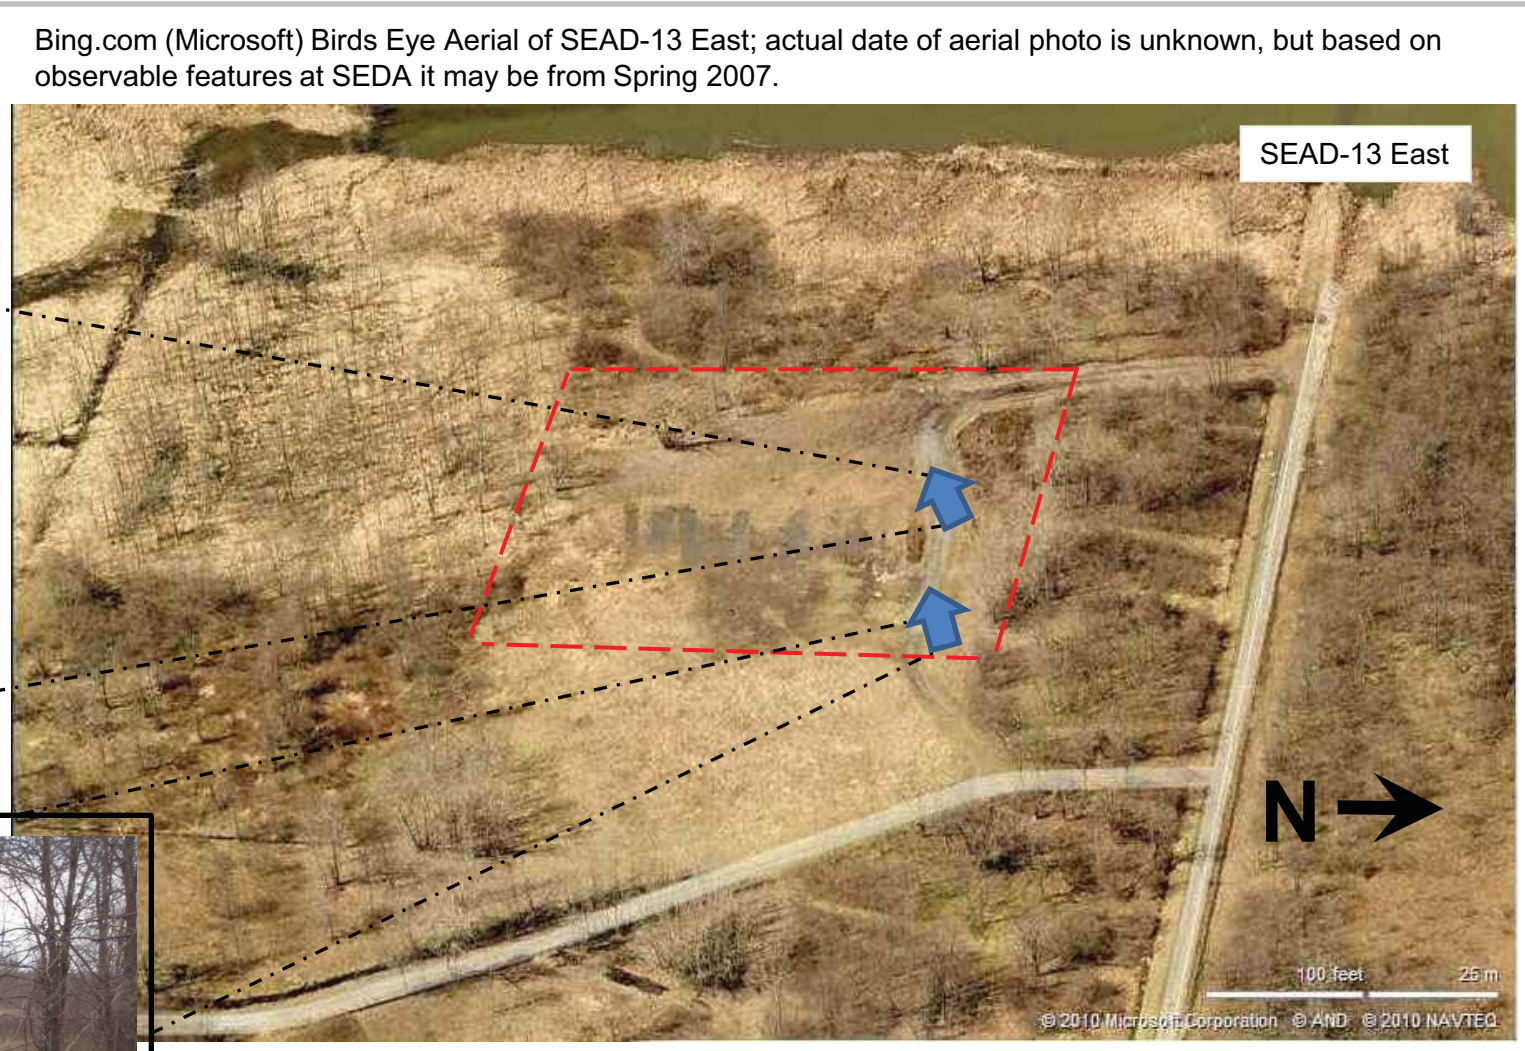 Bing.com (Microsoft) Birds Eye Aerial of SEAD-13 East; actual date of aerial photo is unknown, but based on
observable features at SEDA it may be from Spring 2007.
SEAD-13 East
N
100 feet 25 m
© 2010 Microsoft Corporation © AND © 2010 NAVTEQ